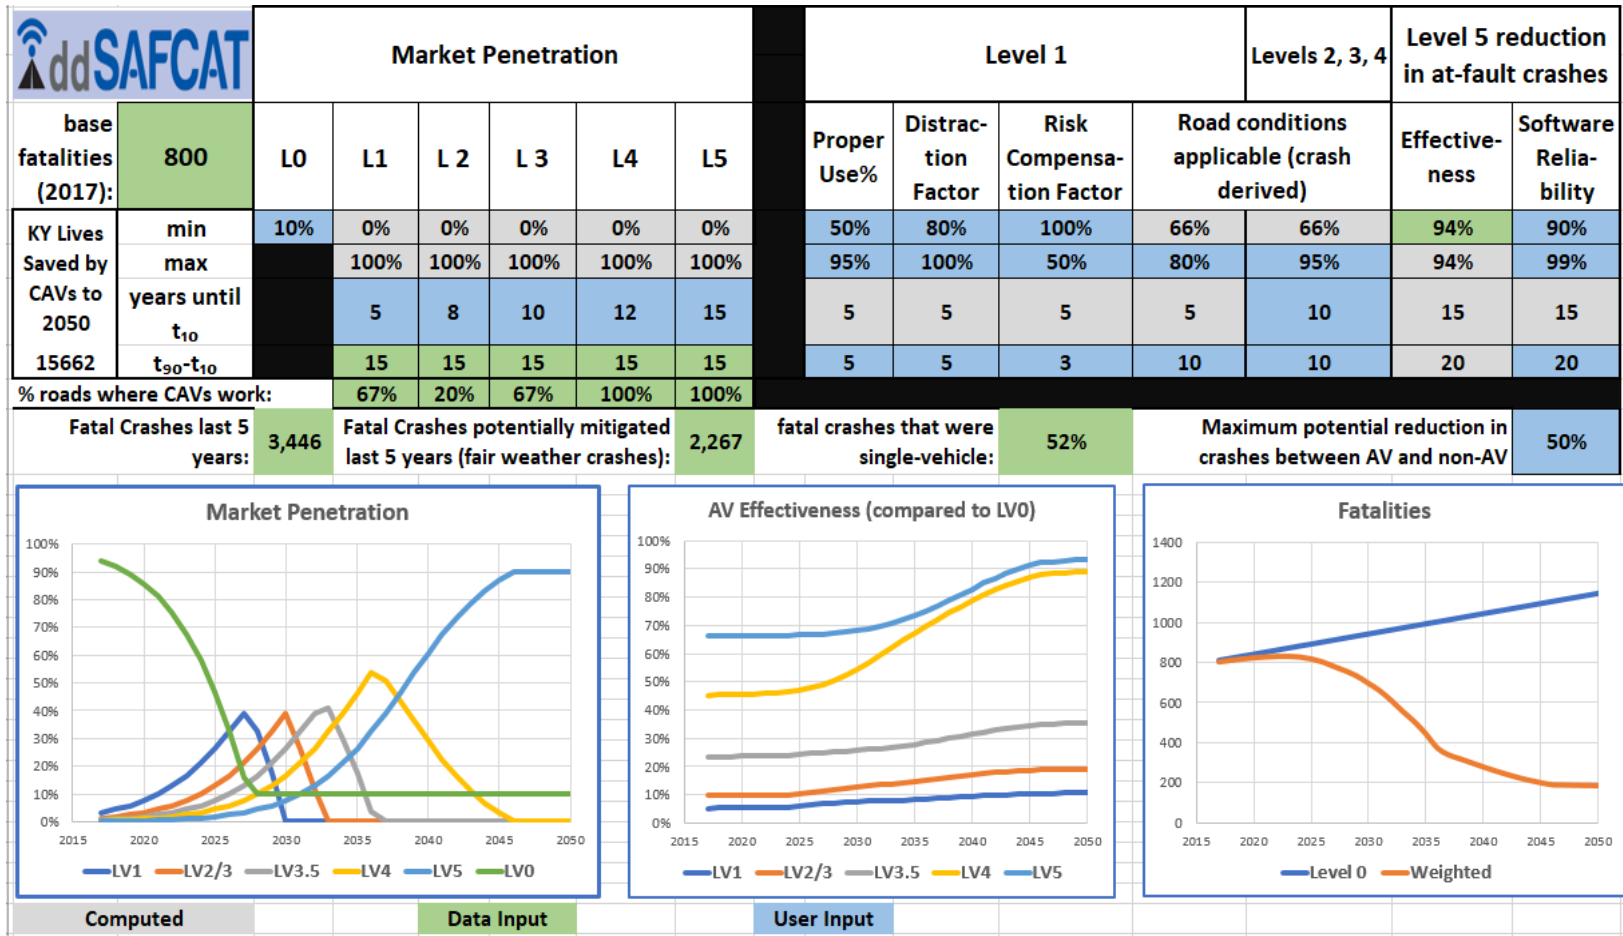 ddSAFCAT
Market Penetration
Level 1
Levels 2, 3, 4
Level 5 reduction
in at-fault crashes
base
fatalities
(2017):
800
L0
L1
L 2
L 3
L4
L5
Proper
Use%
Distrac-
tion
Factor
Risk
Compensa-
tion Factor
Road conditions
applicable (crash
derived)
Effective-
ness
Software
Relia-
bility
KY Lives
Saved by
CAVs to
2050
15662
min
10%
0%
0%
0%
0%
0%
50%
80%
100%
66%
66%
94%
90%
max
100%
100%
100%
100%
100%
95%
100%
50%
80%
95%
94%
99%
years until
t₁₀
5
8
10
12
15
5
5
5
5
10
15
15
t₉₀-t₁₀
15
15
15
15
15
5
5
3
10
10
20
20
% roads where CAVs work:
67%
20%
67%
100%
100%
Fatal Crashes last 5
years:
3,446
Fatal Crashes potentially mitigated
last 5 years (fair weather crashes):
2,267
fatal crashes that were
single-vehicle:
52%
Maximum potential reduction in
crashes between AV and non-AV
50%
Market Penetration
100%
90%
80%
70%
60%
50%
40%
30%
20%
10%
0%
2015
2020
2025
2030
2035
2040
2045
2050
LV1
LV2/3
LV3.5
LV4
LV5
LV0
AV Effectiveness (compared to LV0)
100%
90%
80%
70%
60%
50%
40%
30%
20%
10%
0%
2015
2020
2025
2030
2035
2040
2045
2050
LV1
LV2/3
LV3.5
LV4
LV5
Fatalities
1400
1200
1000
800
600
400
200
0
2015
2020
2025
2030
2035
2040
2045
2050
Level 0
Weighted
Computed
Data Input
User Input